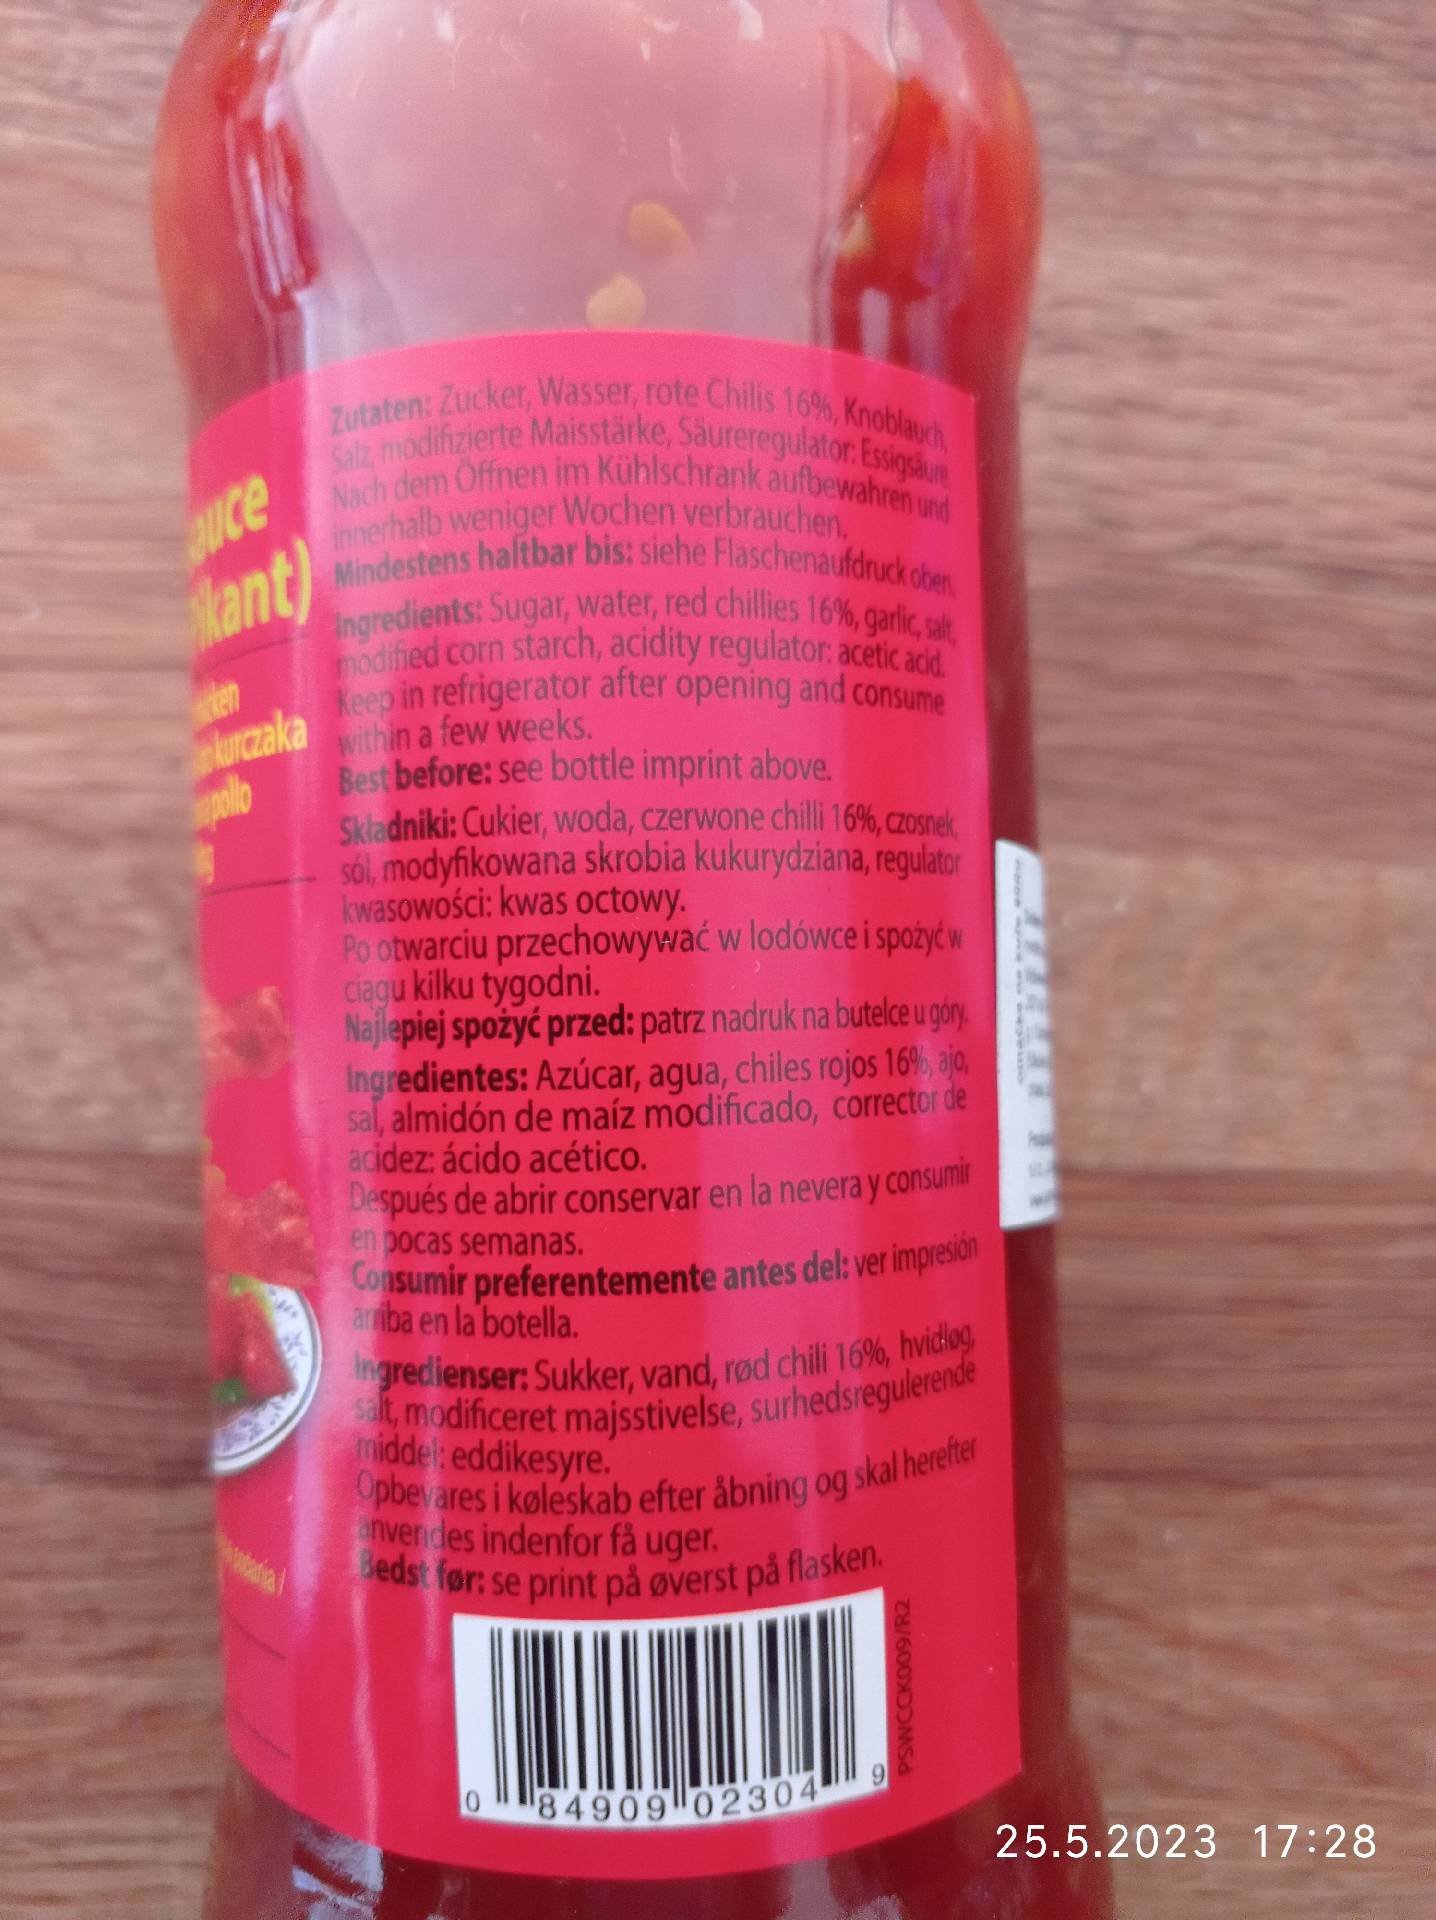 auce
ikant)
kurczaka
pollo
Zutaten: Zucker, Wasser, rote Chilis 16%, Knoblauch,
Salz, modifizierte Maisstärke, Säureregulator: Essigsäure
Nach dem Öffnen im Kühlschrank aufbewahren und
innerhalb weniger Wochen verbrauchen.
Mindestens haltbar bis: siehe Flaschenaufdruck oben.
Ingredients: Sugar, water, red chillies 16%, garlic, salt,
modified corn starch, acidity regulator: acetic acid.
Keep in refrigerator after opening and consume
within a few weeks.
Best before: see bottle imprint above.
Składniki: Cukier, woda, czerwone chilli 16%, czosnek,
sól, modyfikowana skrobia kukurydziana, regulator
kwasowości: kwas octowy.
Po otwarciu przechowywać w lodówce i spożyć w
ciągu kilku tygodni.
Najlepiej spożyć przed: patrz nadruk na butelce u góry.
Ingredientes: Azúcar, agua, chiles rojos 16%, ajo,
sal, almidón de maíz modificado, corrector de
acidez: ácido acético.
Después de abrir conservar en la nevera y consumir
en pocas semanas.
Consumir preferentemente antes del: ver impresión
arriba en la botella.
Ingredienser: Sukker, vand, rød chili 16%, hvidløg,
salt, modificeret majsstivelse, surhedsregulerende
middel: eddikesyre.
Opbevares i køleskab efter åbning og skal herefter
anvendes indenfor få uger.
Bedst før: se print på øverst på flasken.
0 84909 02304 9
PSWCCK009/R2
25.5.2023 17:28